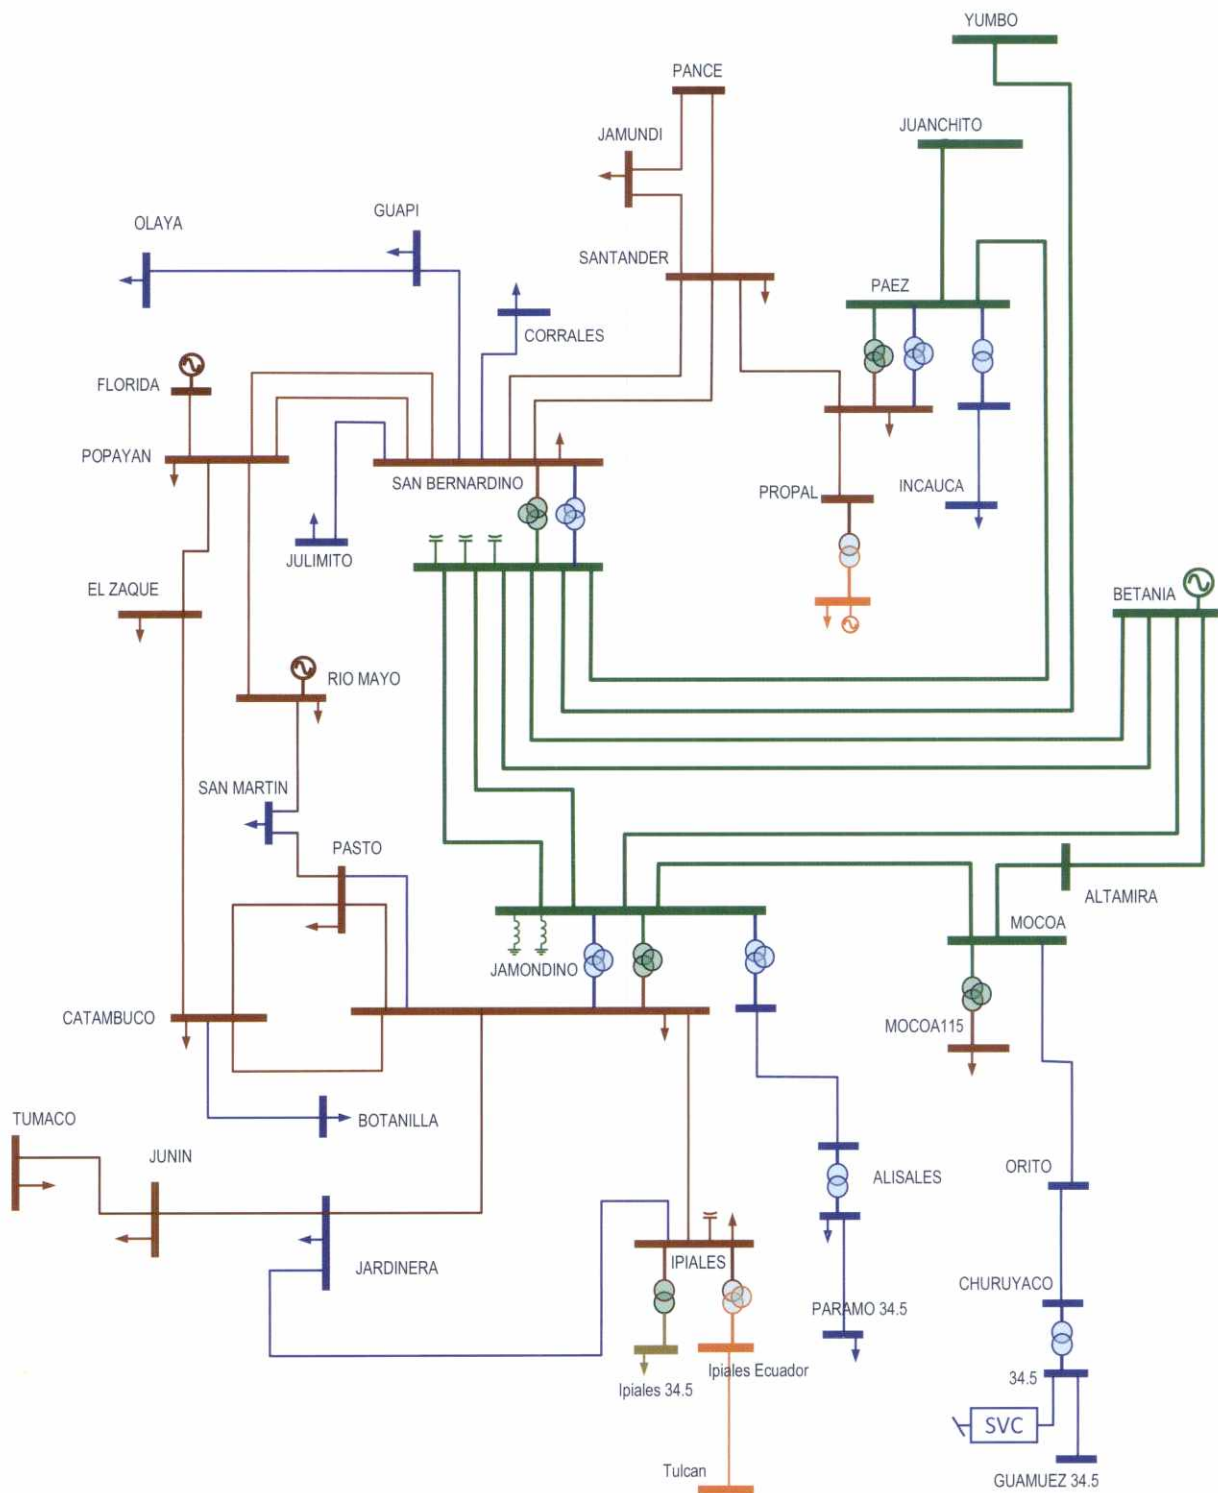 YUMBO
PANCE
JUANCHITO
JAMUNDI
GUAPI
OLAYA
SANTANDER
PAEZ
CORRALES
FLORIDA
POPAYAN
SAN BERNARDINO
PROPAL
INCAUCA
JULIMITO
EL ZAQUE
BETANIA
RIO MAYO
SAN MARTIN
PASTO
ALTAMIRA
MOCOA
JAMONDINO
CATAMBUCO
MOCOA115
TUMACO
BOTANILLA
JUNIN
ORITO
ALISALES
IPIALES
JARDINERA
CHURUYACO
PARAMO 34.5
Ipiales Ecuador
34.5
Ipiales 34.5
SVC
Tulcan
GUAMUEZ 34.5